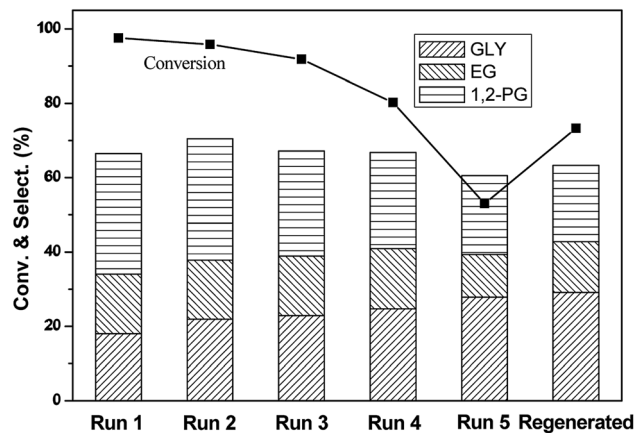 100
80
60
40
20
0
Conv. & Select. (%)
Conversion
GLY
EG
1,2-PG
Run 1 Run 2 Run 3 Run 4 Run 5 Regenerated